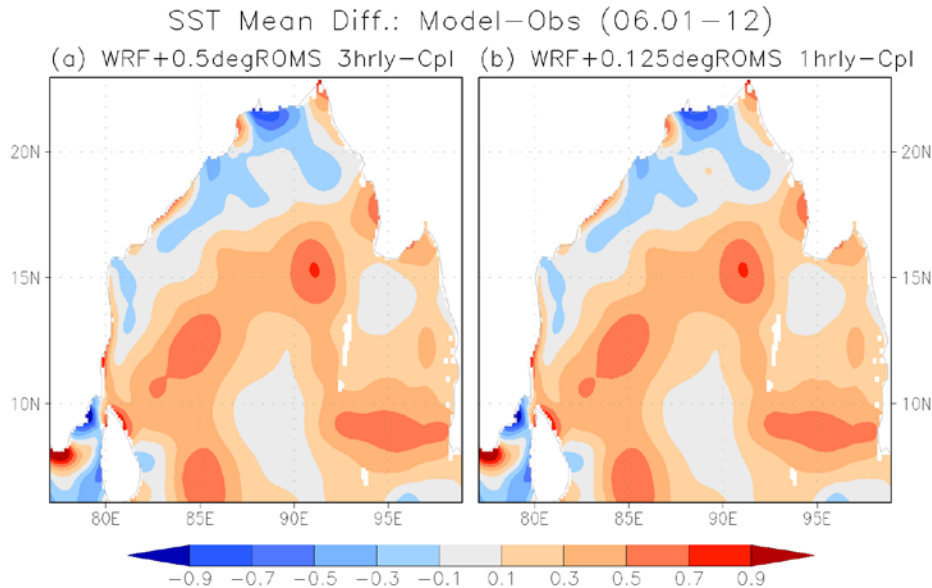 SST Mean Diff.: Model-Obs (06.01-12)
(a) WRF+0.5degROMS 3hrly-Cpl (b) WRF+0.125degROMS 1hrly-Cpl
20N 20N
15N 15N
10N 10N
80E 85E 90E 95E 80E 85E 90E 95E
-0.9 -0.7 -0.5 -0.3 -0.1 0.1 0.3 0.5 0.7 0.9